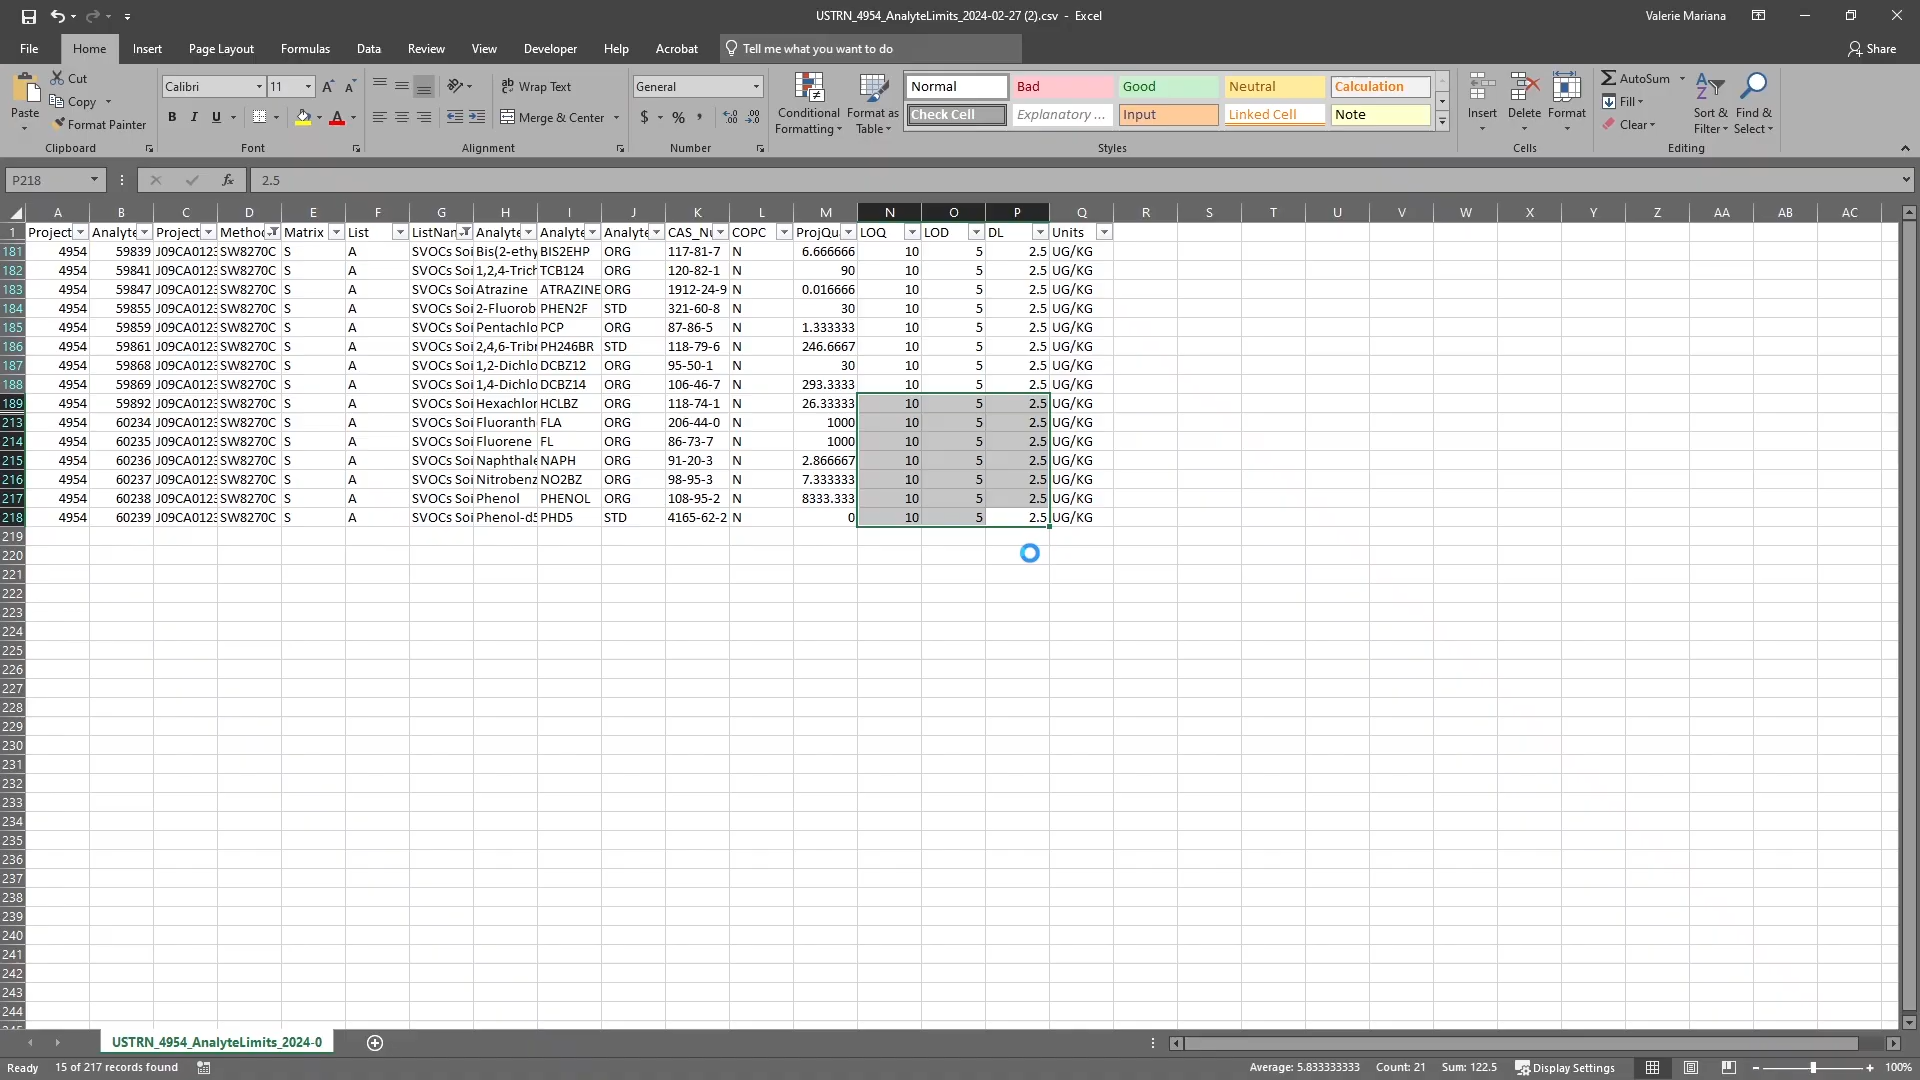 USTRN_4954_AnalyteLimits_2024-02-27 (2).csv - Excel
Valerie Mariana
File Home Insert Page Layout Formulas Data Review View Developer Help Acrobat Tell me what you want to do Share
Paste Cut Copy Format Painter Clipboard
Calibri 11 B I U Font
Wrap Text Merge & Center Alignment
General $ % , Number
Conditional Formatting Format as Table
Normal Bad Good Neutral Calculation
Check Cell Explanatory ... Input Linked Cell Note
Styles
Insert Delete Format Cells
AutoSum Fill Clear Sort & Filter Find & Select Editing
P218 fx 2.5
A B C D E F G H I J K L M N O P Q R S T U V W X Y Z AA AB AC
1 Project Analyte Project Method Matrix List ListNam Analyte Analyte Analyte CAS_Nu COPC ProjQua LOQ LOD DL Units
181 4954 59839 J09CA0123 SW8270C S A SVOCs Soi Bis(2-ethy BIS2EHP ORG 117-81-7 N 6.666666 10 5 2.5 UG/KG
182 4954 59841 J09CA0123 SW8270C S A SVOCs Soi 1,2,4-Trich TCB124 ORG 120-82-1 N 90 10 5 2.5 UG/KG
183 4954 59847 J09CA0123 SW8270C S A SVOCs Soi Atrazine ATRAZINE ORG 1912-24-9 N 0.016666 10 5 2.5 UG/KG
184 4954 59855 J09CA0123 SW8270C S A SVOCs Soi 2-Fluorob PHEN2F STD 321-60-8 N 30 10 5 2.5 UG/KG
185 4954 59859 J09CA0123 SW8270C S A SVOCs Soi Pentachlo PCP ORG 87-86-5 N 1.333333 10 5 2.5 UG/KG
186 4954 59861 J09CA0123 SW8270C S A SVOCs Soi 2,4,6-Tribr PH246BR STD 118-79-6 N 246.6667 10 5 2.5 UG/KG
187 4954 59868 J09CA0123 SW8270C S A SVOCs Soi 1,2-Dichlo DCBZ12 ORG 95-50-1 N 30 10 5 2.5 UG/KG
188 4954 59869 J09CA0123 SW8270C S A SVOCs Soi 1,4-Dichlo DCBZ14 ORG 106-46-7 N 293.3333 10 5 2.5 UG/KG
189 4954 59892 J09CA0123 SW8270C S A SVOCs Soi Hexachlor HCLBZ ORG 118-74-1 N 26.33333 10 5 2.5 UG/KG
213 4954 60234 J09CA0123 SW8270C S A SVOCs Soi Fluoranth FLA ORG 206-44-0 N 1000 10 5 2.5 UG/KG
214 4954 60235 J09CA0123 SW8270C S A SVOCs Soi Fluorene FL ORG 86-73-7 N 1000 10 5 2.5 UG/KG
215 4954 60236 J09CA0123 SW8270C S A SVOCs Soi Naphthale NAPH ORG 91-20-3 N 2.866667 10 5 2.5 UG/KG
216 4954 60237 J09CA0123 SW8270C S A SVOCs Soi Nitrobenz NO2BZ ORG 98-95-3 N 7.333333 10 5 2.5 UG/KG
217 4954 60238 J09CA0123 SW8270C S A SVOCs Soi Phenol PHENOL ORG 108-95-2 N 8333.333 10 5 2.5 UG/KG
218 4954 60239 J09CA0123 SW8270C S A SVOCs Soi Phenol-d5 PHD5 STD 4165-62-2 N 0 10 5 2.5 UG/KG
219
220
221
222
223
224
225
226
227
228
229
230
231
232
233
234
235
236
237
238
239
240
241
242
243
244
USTRN_4954_AnalyteLimits_2024-0
Ready 15 of 217 records found Average: 5.833333333 Count: 21 Sum: 122.5 Display Settings 100%